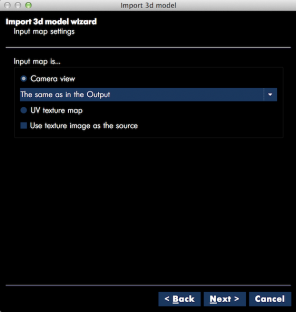 Import 3d model
Import 3d model wizard
Input map settings
Input map is...
Camera view
The same as in the Output
UV texture map
Use texture image as the source
< Back Next > Cancel